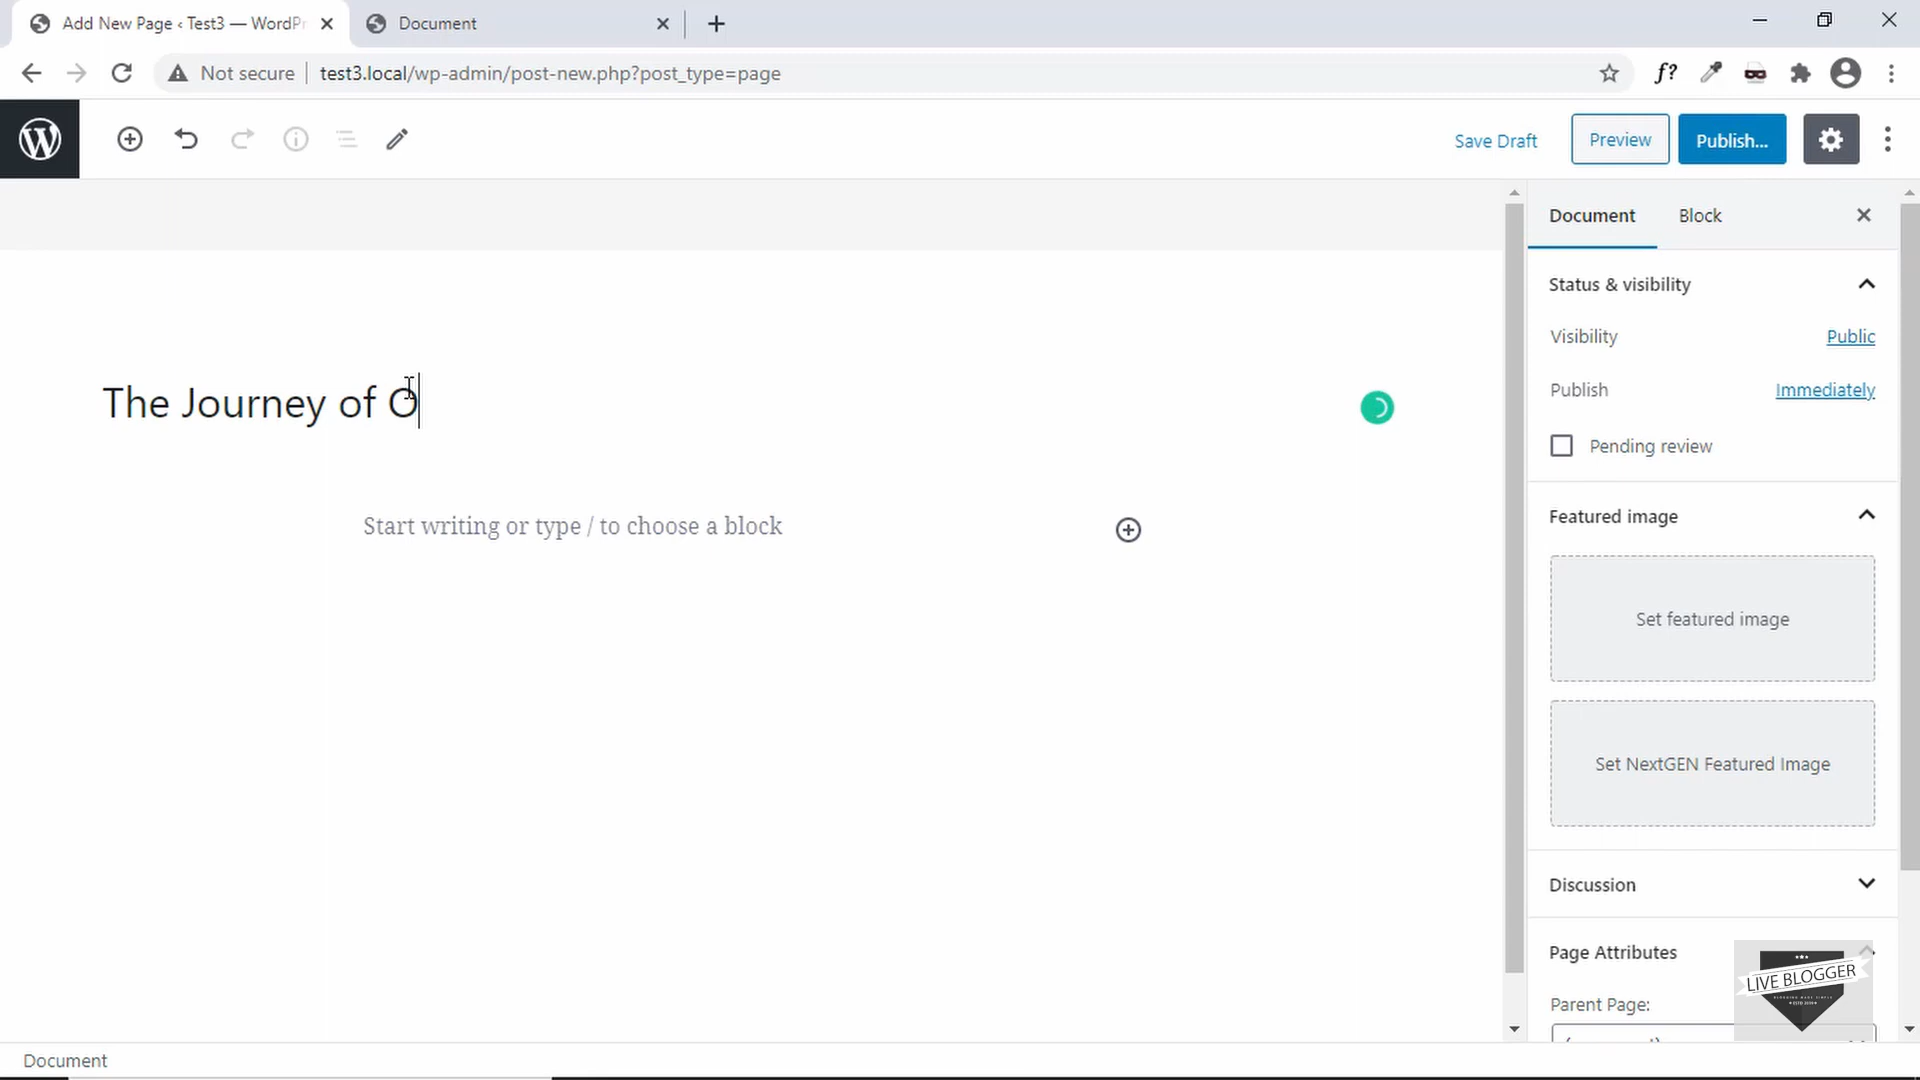 Add New Page ‹ Test3 — WordPr
Document
Not secure
test3.local/wp-admin/post-new.php?post_type=page
f?
Save Draft
Preview
Publish...
Document
Block
Status & visibility
Visibility
Public
Publish
Immediately
Pending review
The Journey of O
Start writing or type / to choose a block
Featured image
Set featured image
Set NextGEN Featured Image
Discussion
Page Attributes
Parent Page:
LIVE BLOGGER
Document